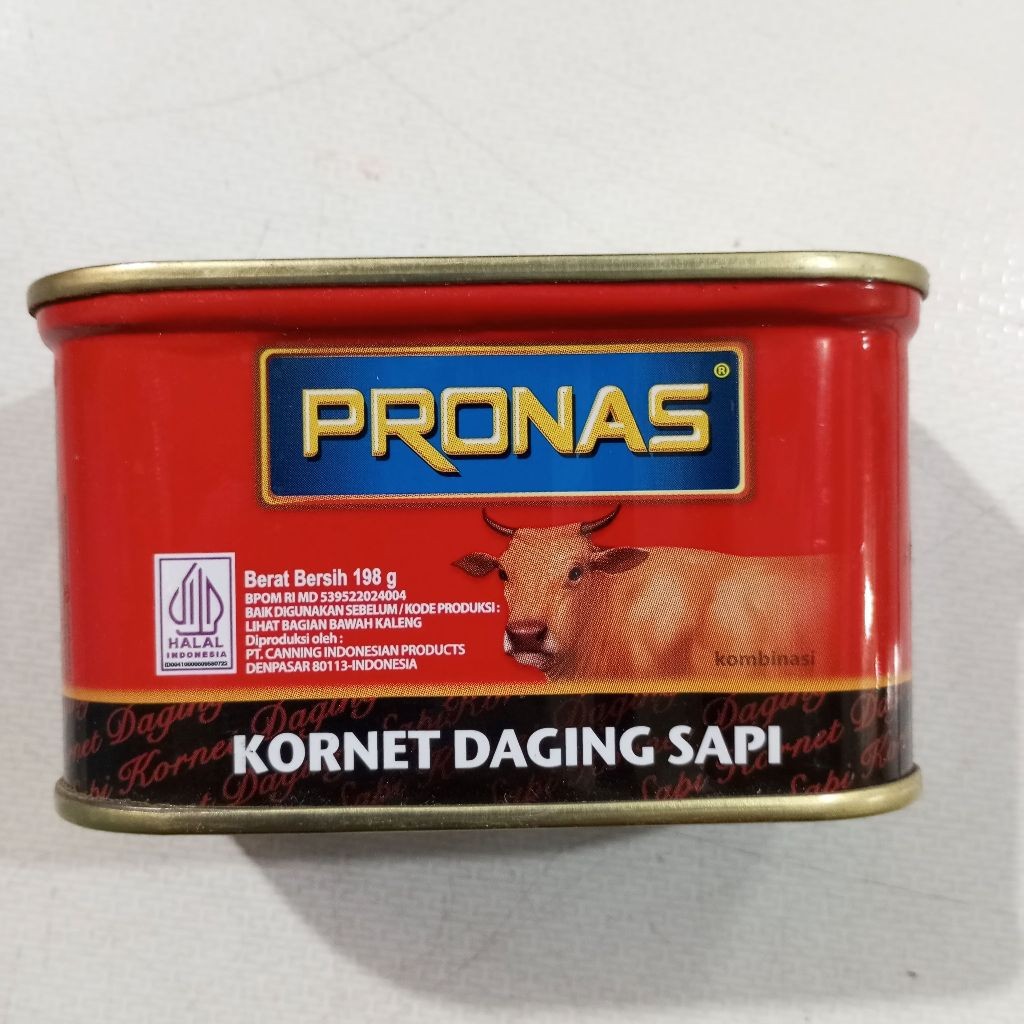 PRONAS®
Berat Bersih 198 g
BPOM RI MD 539522024004
BAIK DIGUNAKAN SEBELUM / KODE PRODUKSI :
LIHAT BAGIAN BAWAH KALENG
Diproduksi oleh :
PT. CANNING INDONESIAN PRODUCTS
DENPASAR 80113-INDONESIA
HALAL
INDONESIA
kombinasi
KORNET DAGING SAPI